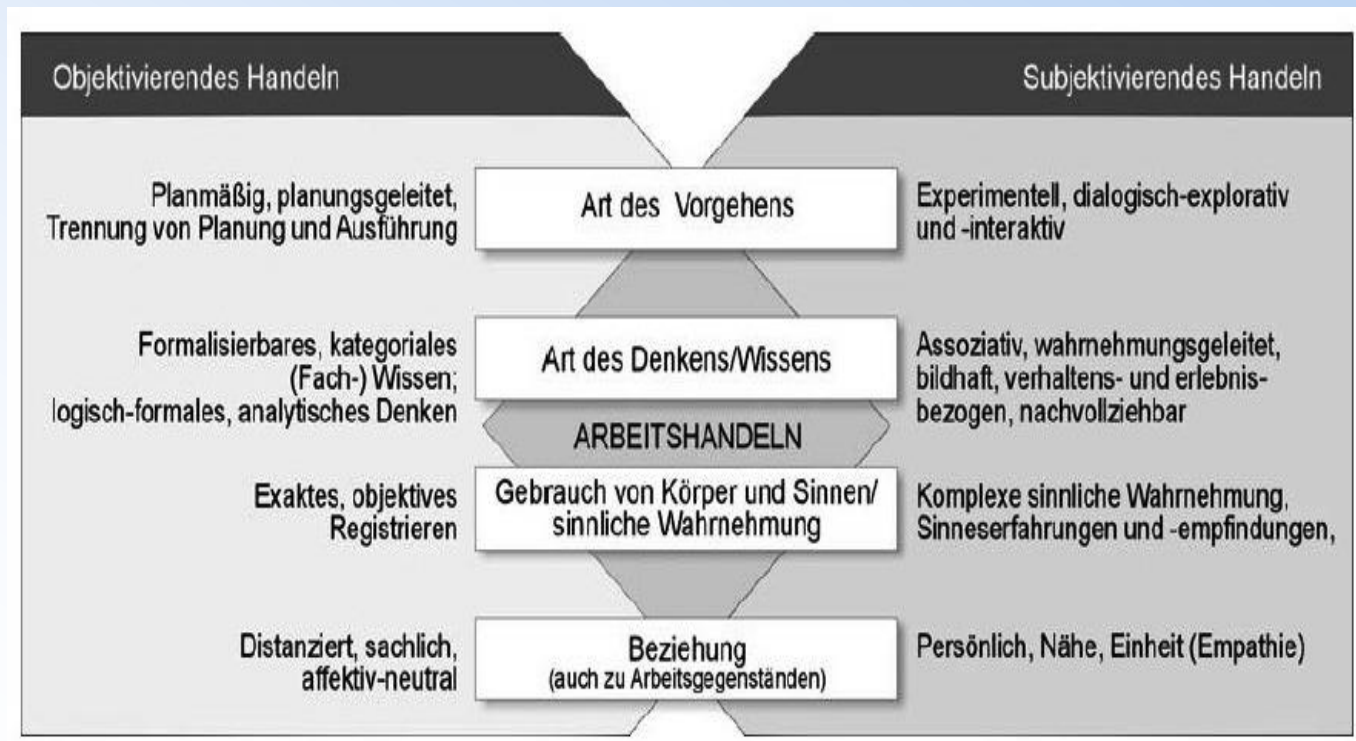 Objektivierendes Handeln
Subjektivierendes Handeln
Planmäßig, planungsgeleitet,
Trennung von Planung und Ausführung
Art des Vorgehens
Experimentell, dialogisch-explorativ
und -interaktiv
Formalisierbares, kategoriales
(Fach-) Wissen;
logisch-formales, analytisches Denken
Art des Denkens/Wissens
Assoziativ, wahrnehmungsgeleitet,
bildhaft, verhaltens- und erlebnis-
bezogen, nachvollziehbar
ARBEITSHANDELN
Exaktes, objektives
Registrieren
Gebrauch von Körper und Sinnen/
sinnliche Wahrnehmung
Komplexe sinnliche Wahrnehmung,
Sinneserfahrungen und -empfindungen,
Distanziert, sachlich,
affektiv-neutral
Beziehung
(auch zu Arbeitsgegenständen)
Persönlich, Nähe, Einheit (Empathie)